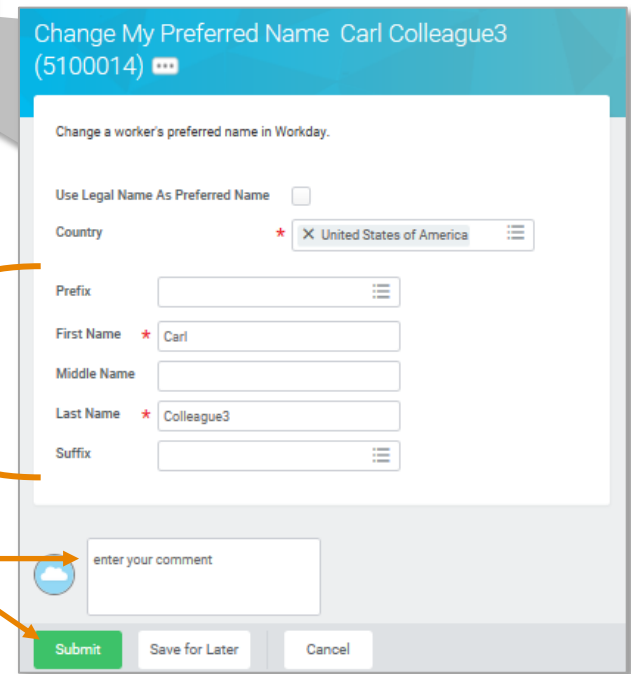 Change My Preferred Name Carl Colleague3
(5100014)
Change a worker's preferred name in Workday.
Use Legal Name As Preferred Name
Country * × United States of America
Prefix
First Name * Carl
Middle Name
Last Name * Colleague3
Suffix
enter your comment
Submit Save for Later Cancel